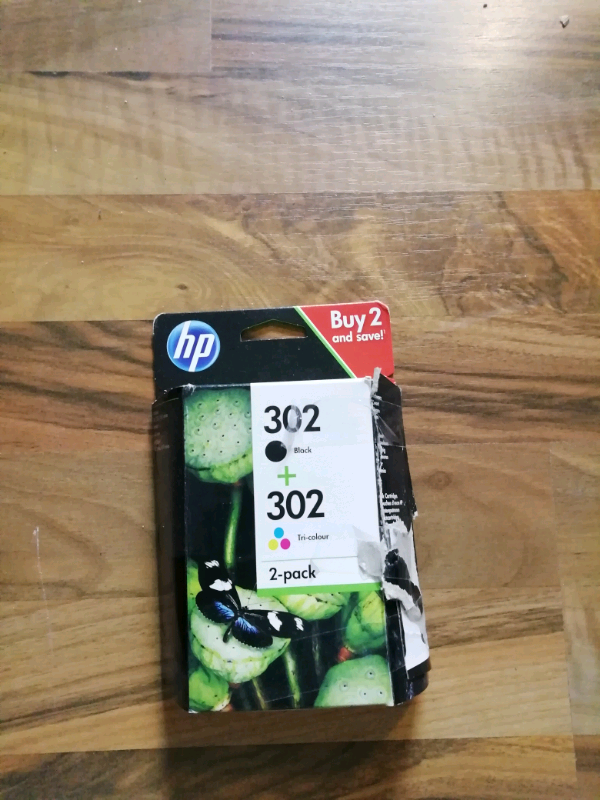 hp
Buy 2
and save!
302
Black
+
302
Tri-colour
2-pack